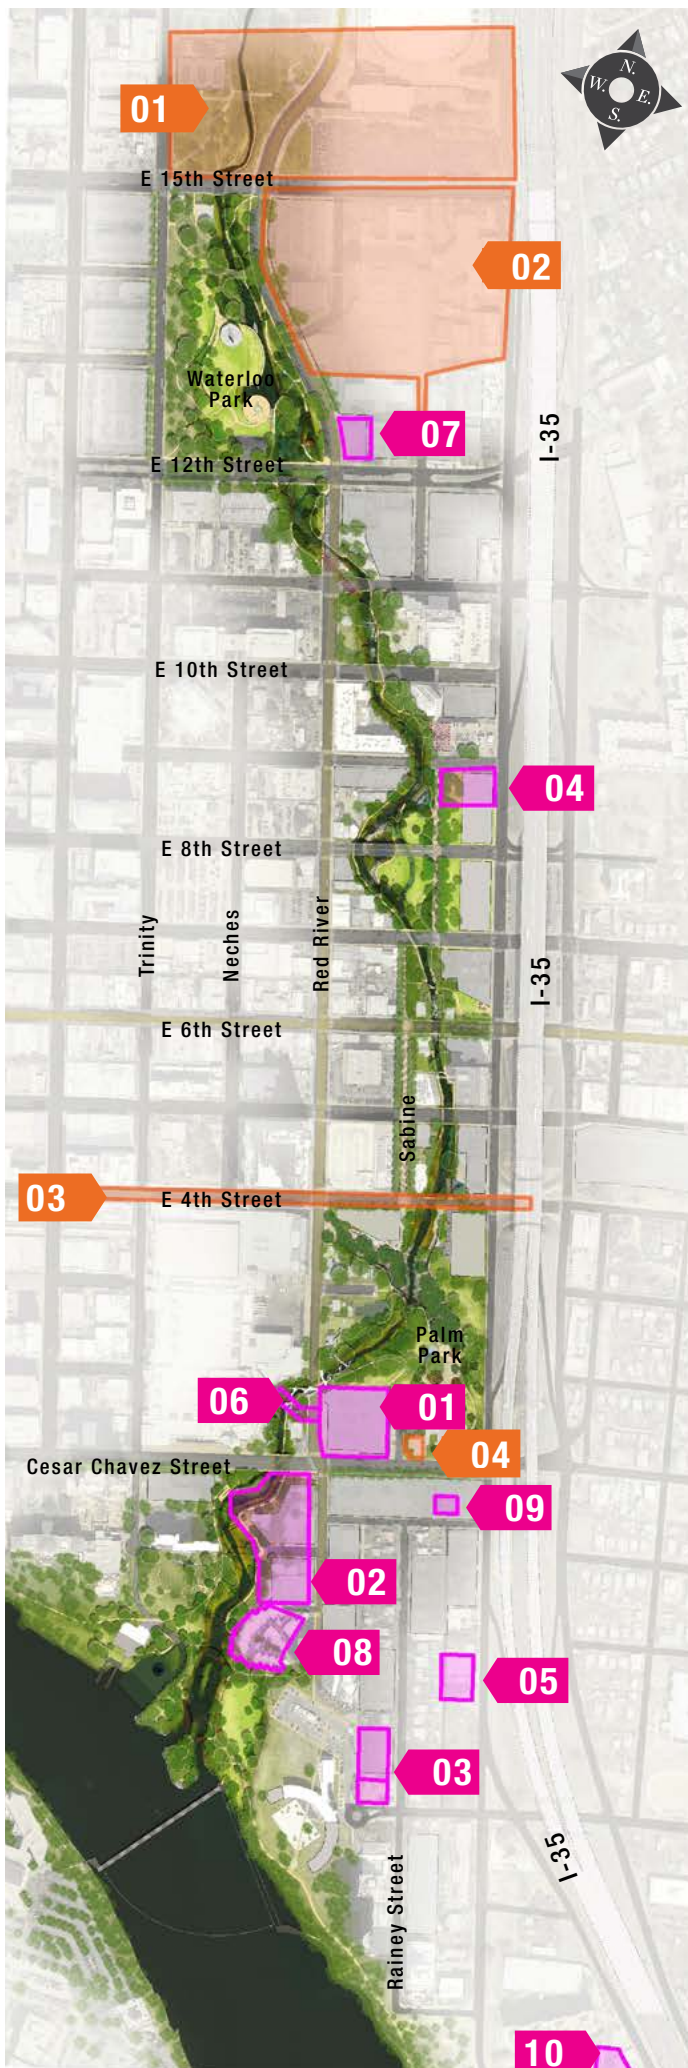 N.
W.
E.
S.
01
E 15th Street
02
Waterloo
Park
07
I-35
E 12th Street
E 10th Street
04
E 8th Street
Trinity
Neches
Red River
I-35
E 6th Street
Sabine
03
E 4th Street
Palm
Park
06
01
04
Cesar Chavez Street
09
02
08
05
03
I-35
Rainey Street
10